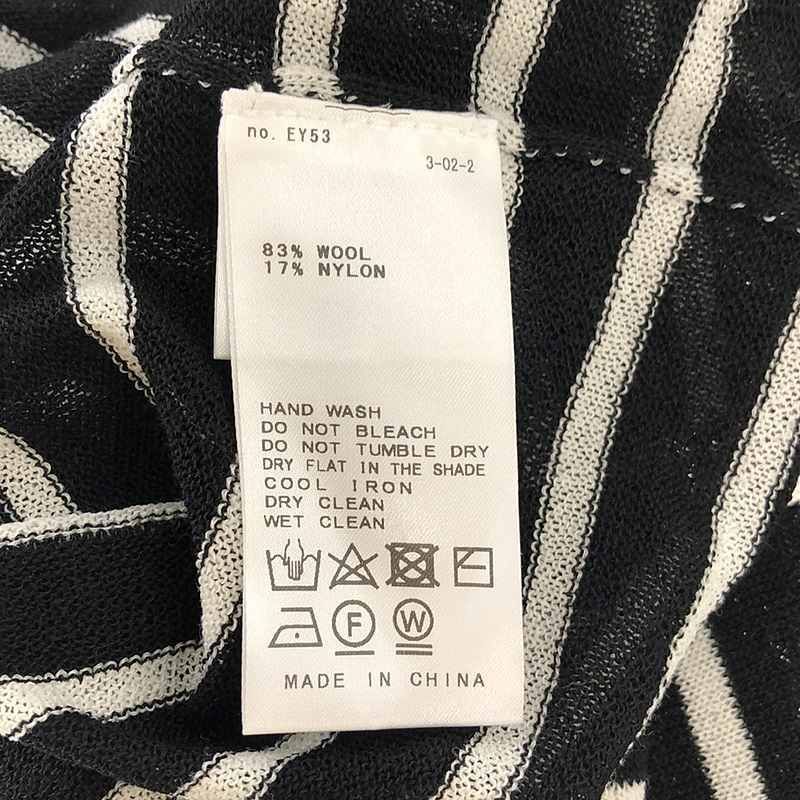 no. EY53
3-02-2
83% WOOL
17% NYLON
HAND WASH
DO NOT BLEACH
DO NOT TUMBLE DRY
DRY FLAT IN THE SHADE
COOL IRON
DRY CLEAN
WET CLEAN
F W
MADE IN CHINA